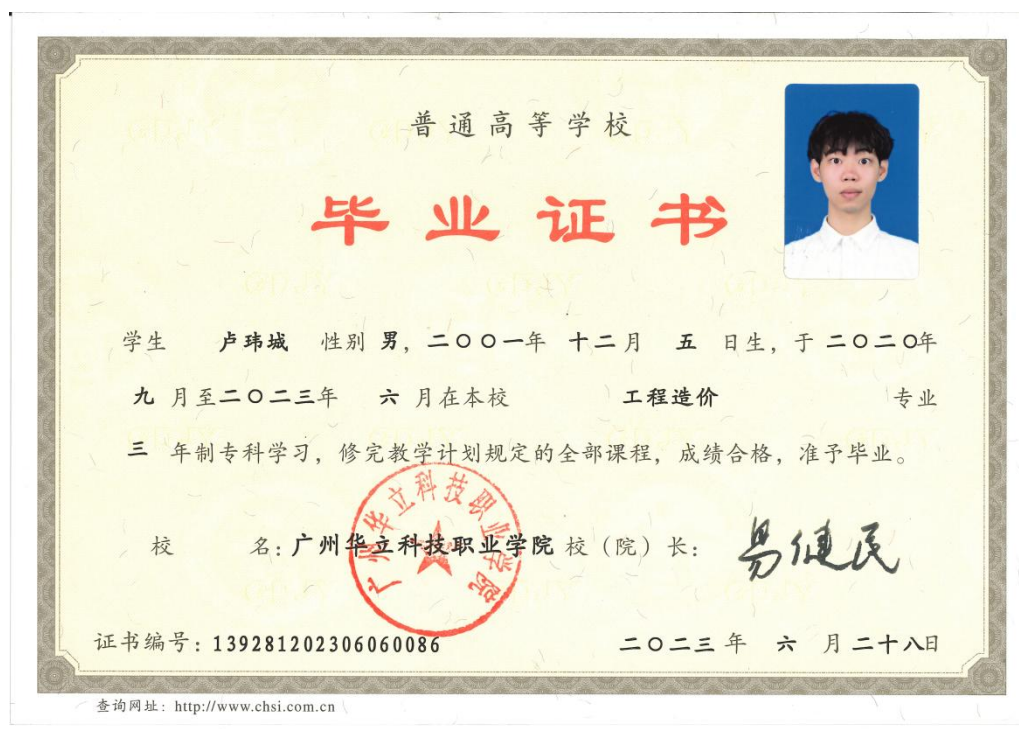 普通高等学校
毕业证书
学生 卢玮城 性别 男，二〇〇一年 十二月 五 日生，于 二〇二〇年
九 月至二〇二三年 六 月在本校 工程造价 专业
三 年制专科学习，修完教学计划规定的全部课程，成绩合格，准予毕业。
广州华立科技职业学院
校 名：广州华立科技职业学院 校（院）长：易健民
证书编号：139281202306060086 二〇二三年 六 月二十八日
查询网址：http://www.chsi.com.cn